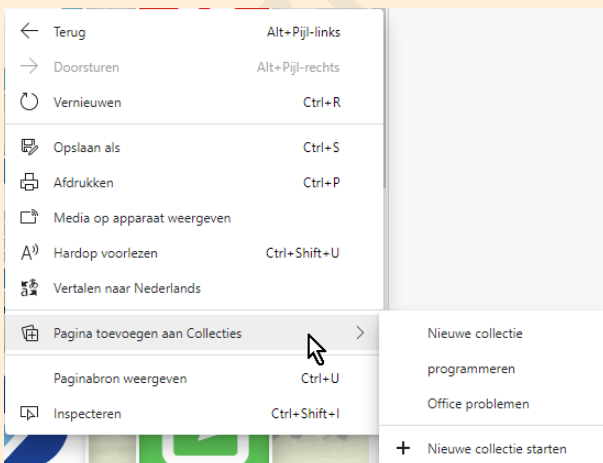 Terug Alt+Pijl-links
Doorsturen Alt+Pijl-rechts
Vernieuwen Ctrl+R
Opslaan als Ctrl+S
Afdrukken Ctrl+P
Media op apparaat weergeven
Hardop voorlezen Ctrl+Shift+U
Vertalen naar Nederlands
Pagina toevoegen aan Collecties
Paginabron weergeven Ctrl+U
Inspecteren Ctrl+Shift+I
Nieuwe collectie
programmeren
Office problemen
Nieuwe collectie starten